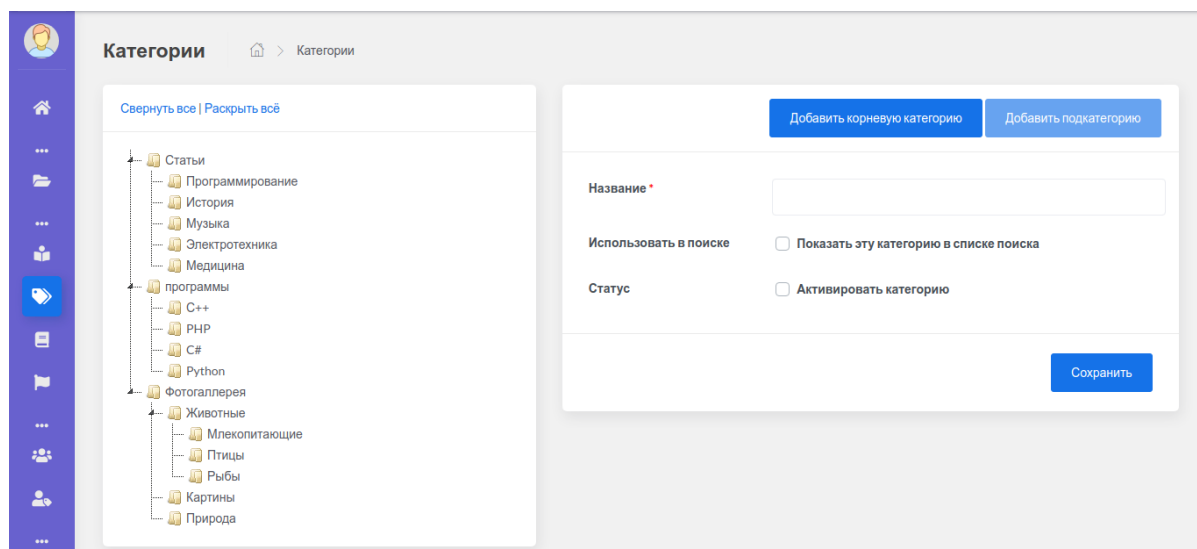 Категории
Категории
Свернуть все | Раскрыть всё
Статьи
Программирование
История
Музыка
Электротехника
Медицина
программы
C++
PHP
C#
Python
Фотогаллерея
Животные
Млекопитающие
Птицы
Рыбы
Картины
Природа
Добавить корневую категорию
Добавить подкатегорию
Название *
Использовать в поиске
Показать эту категорию в списке поиска
Статус
Активировать категорию
Сохранить